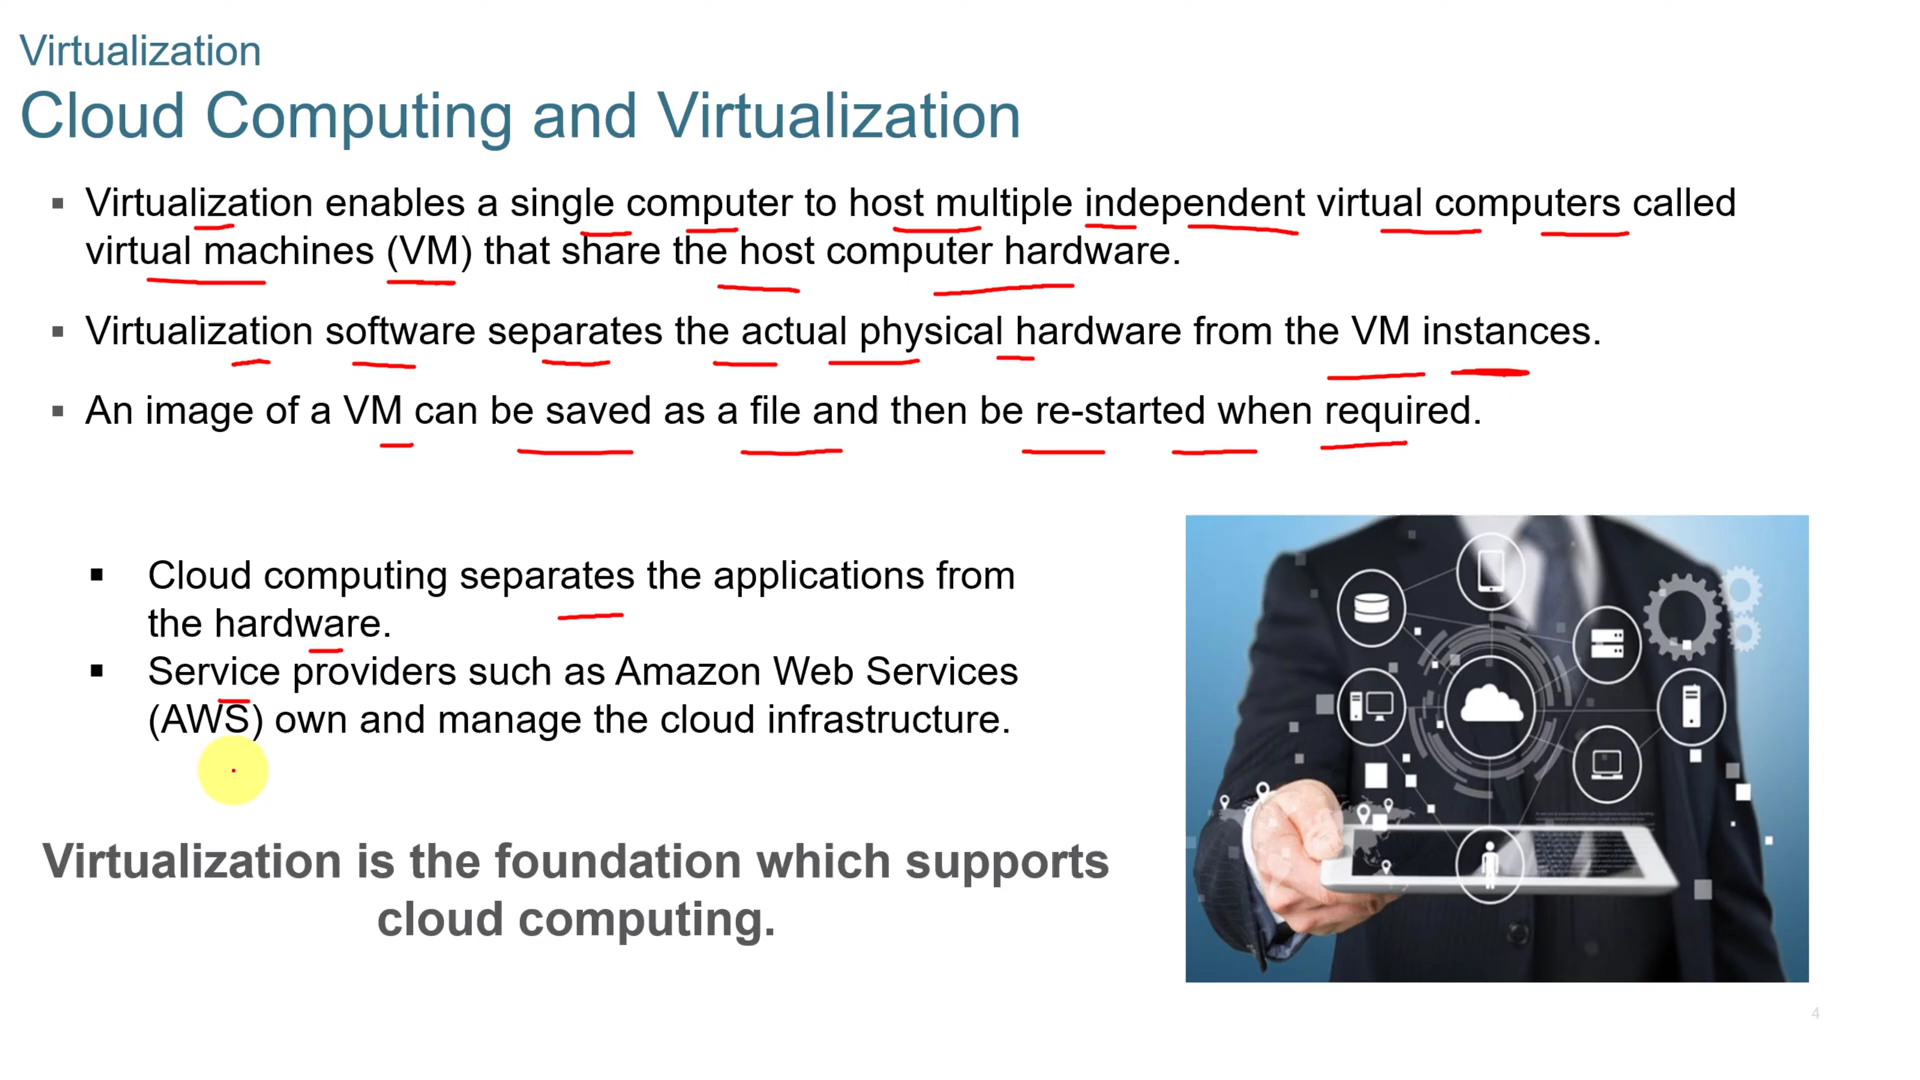 Virtualization
Cloud Computing and Virtualization
▪ Virtualization enables a single computer to host multiple independent virtual computers called
virtual machines (VM) that share the host computer hardware.
▪ Virtualization software separates the actual physical hardware from the VM instances.
▪ An image of a VM can be saved as a file and then be re-started when required.
▪ Cloud computing separates the applications from
the hardware.
▪ Service providers such as Amazon Web Services
(AWS) own and manage the cloud infrastructure.
Virtualization is the foundation which supports
cloud computing.
4